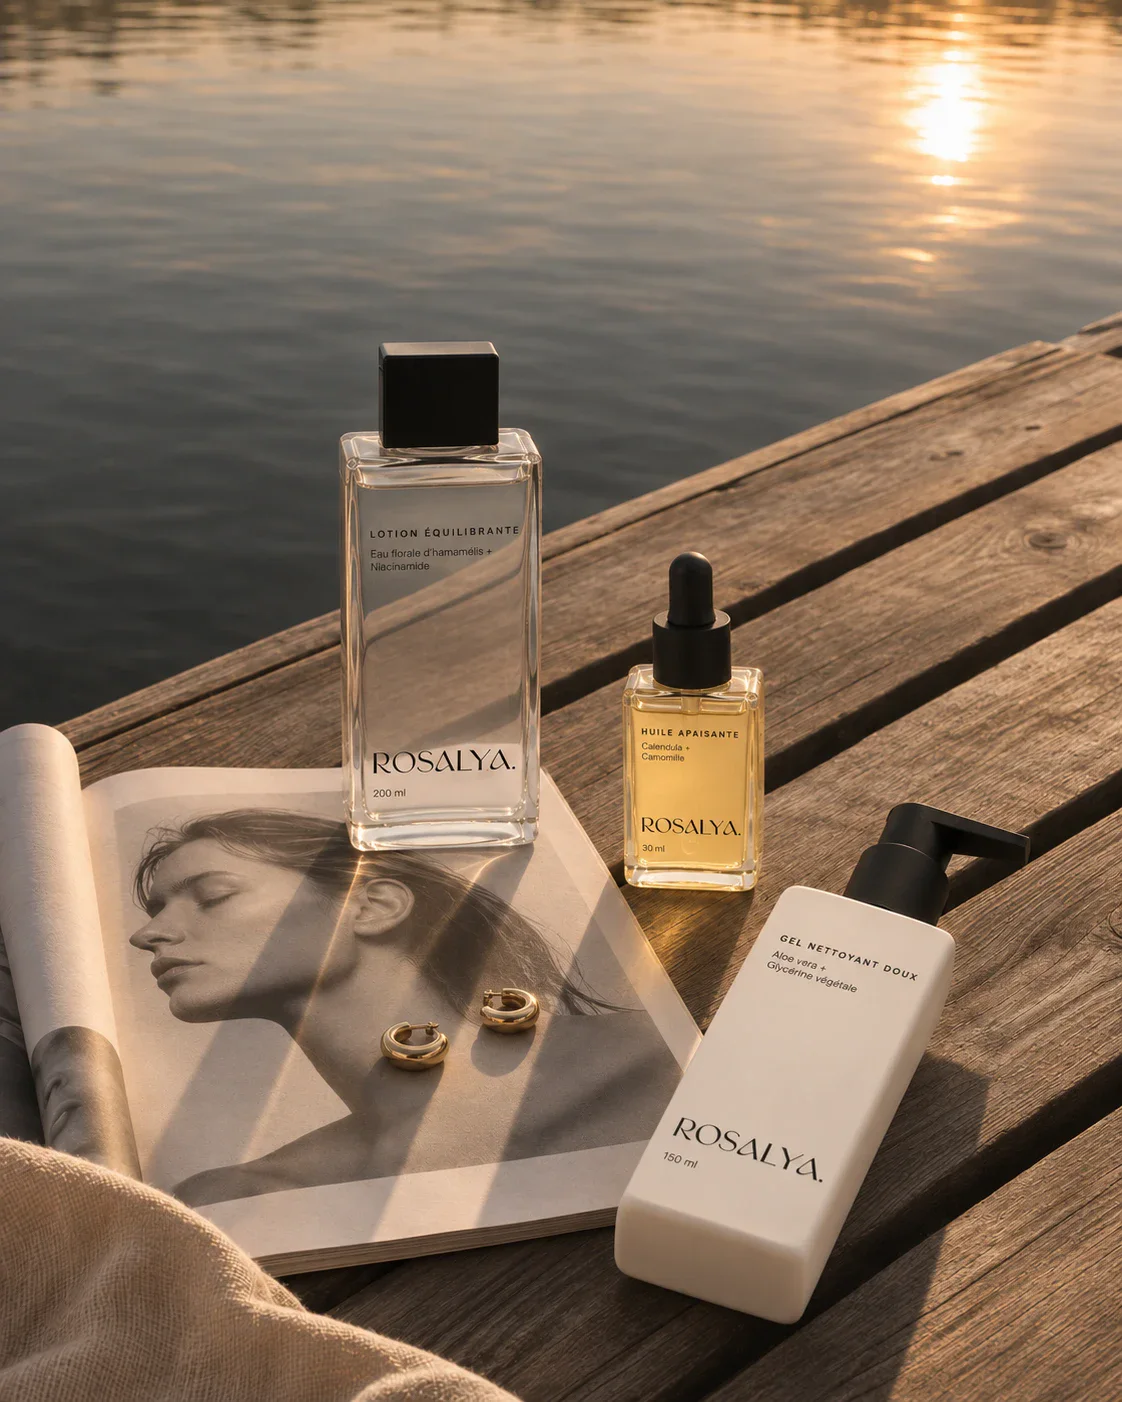 LOTION ÉQUILIBRANTE
Eau florale d'hamamélis +
Niacinamide
ROSALYA.
200 ml
HUILE APAISANTE
Calendula +
Camomille
ROSALYA.
30 ml
GEL NETTOYANT DOUX
Aloe vera +
Glycérine végétale
ROSALYA.
150 ml